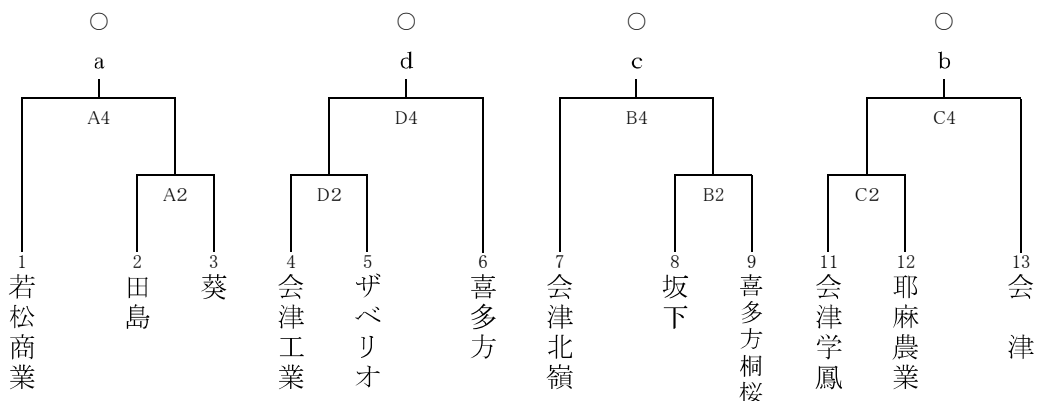 ○ ○ ○ ○
a d c b
A4 D4 B4 C4
A2 D2 B2 C2
1 2 3 4 5 6 7 8 9 11 12 13
若松商業
田島
葵
会津工業
ザベリオ
喜多方
会津北嶺
坂下
喜多方桐桜
会津学鳳
耶麻農業
会津